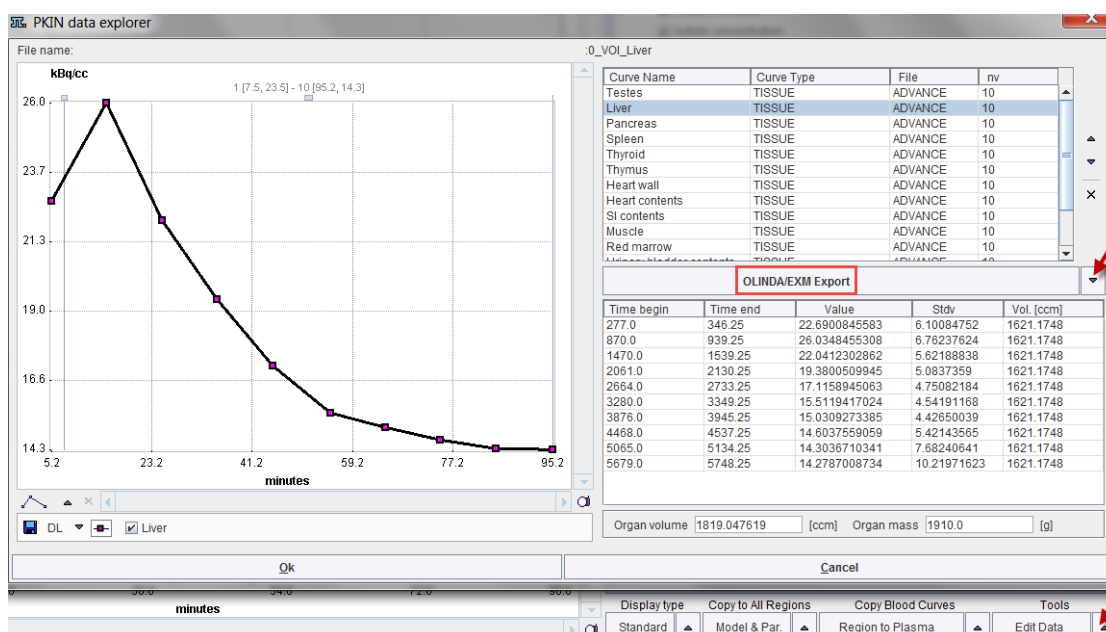 PKIN data explorer
File name:
:0_VOI_Liver
kBq/cc
1 [7.5, 23.5] - 10 [95.2, 14.3]
26.0
23.7
21.3
19.0
16.6
14.3
5.2 23.2 41.2 59.2 77.2 95.2
minutes
DL Liver
Curve Name Curve Type File nv
Testes TISSUE ADVANCE 10
Liver TISSUE ADVANCE 10
Pancreas TISSUE ADVANCE 10
Spleen TISSUE ADVANCE 10
Thyroid TISSUE ADVANCE 10
Thymus TISSUE ADVANCE 10
Heart wall TISSUE ADVANCE 10
Heart contents TISSUE ADVANCE 10
SI contents TISSUE ADVANCE 10
Muscle TISSUE ADVANCE 10
Red marrow TISSUE ADVANCE 10
Urinary bladder contents TISSUE ADVANCE 10
OLINDA/EXM Export
Time begin Time end Value Stdv Vol. [ccm]
277.0 346.25 22.6900845583 6.10084752 1621.1748
870.0 939.25 26.0348455308 6.76237624 1621.1748
1470.0 1539.25 22.0412302862 5.62188838 1621.1748
2061.0 2130.25 19.3800509945 5.0837359 1621.1748
2664.0 2733.25 17.1158945063 4.75082184 1621.1748
3280.0 3349.25 15.5119417024 4.54191168 1621.1748
3876.0 3945.25 15.0309273385 4.42650039 1621.1748
4468.0 4537.25 14.6037559059 5.42143565 1621.1748
5065.0 5134.25 14.3036710341 7.68240641 1621.1748
5679.0 5748.25 14.2787008734 10.21971623 1621.1748
Organ volume 1819.047619 [ccm] Organ mass 1910.0 [g]
Ok Cancel
minutes
Display type Copy to All Regions Copy Blood Curves Tools
Standard Model & Par. Region to Plasma Edit Data